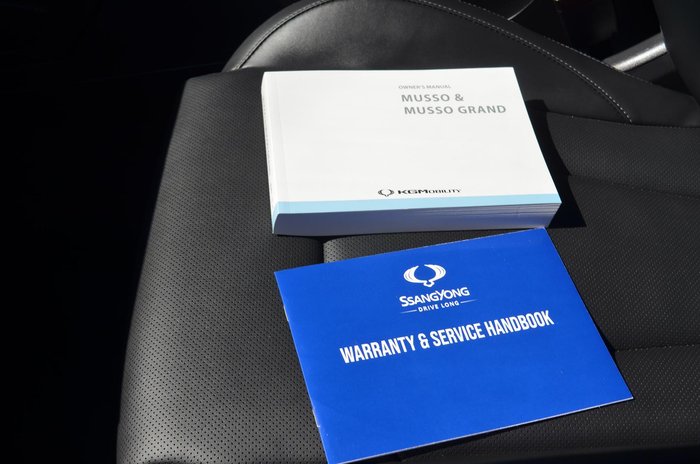 OWNER'S MANUAL
MUSSO &
MUSSO GRAND
KGMOBILITY
SSANGYONG
DRIVE LONG
WARRANTY & SERVICE HANDBOOK